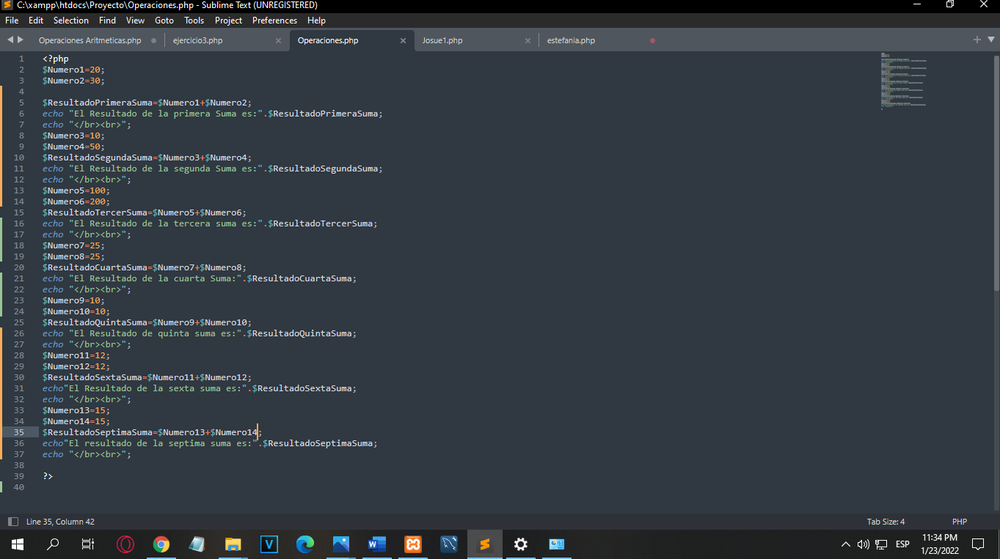 C:\xampp\htdocs\Proyecto\Operaciones.php - Sublime Text (UNREGISTERED)
File Edit Selection Find View Goto Tools Project Preferences Help
Operaciones Aritmeticas.php ejercicio3.php Operaciones.php Josue1.php estefania.php
1 <?php
2 $Numero1=20;
3 $Numero2=30;
4
5 $ResultadoPrimeraSuma=$Numero1+$Numero2;
6 echo "El Resultado de la primera Suma es:".$ResultadoPrimeraSuma;
7 echo "</br><br>";
8 $Numero3=10;
9 $Numero4=50;
10 $ResultadoSegundaSuma=$Numero3+$Numero4;
11 echo "El Resultado de la segunda Suma es:".$ResultadoSegundaSuma;
12 echo "</br><br>";
13 $Numero5=100;
14 $Numero6=200;
15 $ResultadoTercerSuma=$Numero5+$Numero6;
16 echo "El Resultado de la tercera suma es:".$ResultadoTercerSuma;
17 echo "</br><br>";
18 $Numero7=25;
19 $Numero8=25;
20 $ResultadoCuartaSuma=$Numero7+$Numero8;
21 echo "El Resultado de la cuarta Suma:".$ResultadoCuartaSuma;
22 echo "</br><br>";
23 $Numero9=10;
24 $Numero10=10;
25 $ResultadoQuintaSuma=$Numero9+$Numero10;
26 echo "El Resultado de quinta suma es:".$ResultadoQuintaSuma;
27 echo "</br><br>";
28 $Numero11=12;
29 $Numero12=12;
30 $ResultadoSextaSuma=$Numero11+$Numero12;
31 echo"El Resultado de la sexta suma es:".$ResultadoSextaSuma;
32 echo "</br><br>";
33 $Numero13=15;
34 $Numero14=15;
35 $ResultadoSeptimaSuma=$Numero13+$Numero14;
36 echo"El resultado de la septima suma es:".$ResultadoSeptimaSuma;
37 echo "</br><br>";
38
39 ?>
40
Line 35, Column 42 Tab Size: 4 PHP
ESP 11:34 PM
1/23/2022